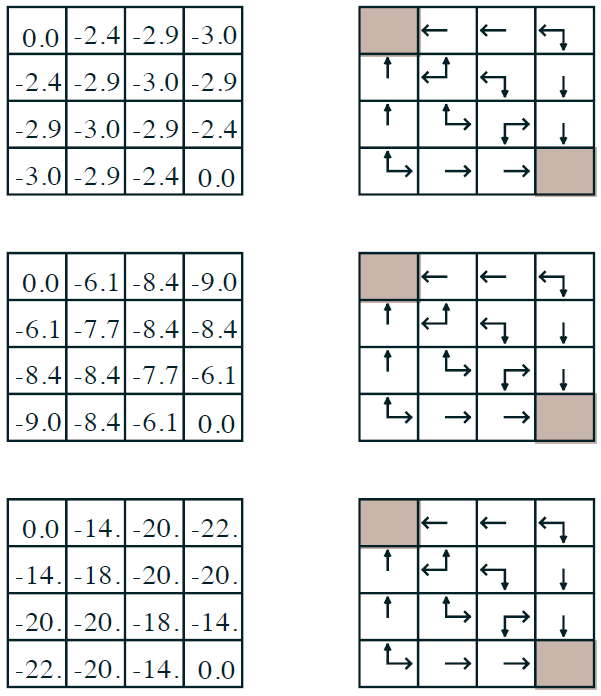 0.0 -2.4 -2.9 -3.0
-2.4 -2.9 -3.0 -2.9
-2.9 -3.0 -2.9 -2.4
-3.0 -2.9 -2.4 0.0
0.0 -6.1 -8.4 -9.0
-6.1 -7.7 -8.4 -8.4
-8.4 -8.4 -7.7 -6.1
-9.0 -8.4 -6.1 0.0
0.0 -14. -20. -22.
-14. -18. -20. -20.
-20. -20. -18. -14.
-22. -20. -14. 0.0